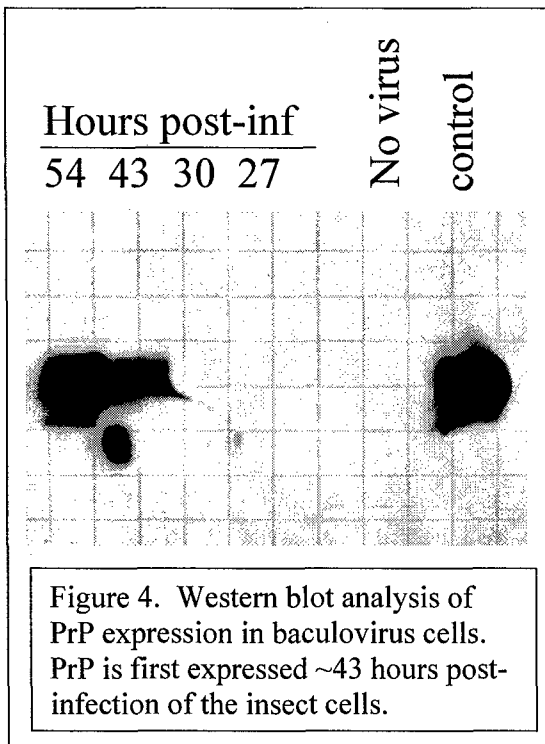 Hours post-inf
54 43 30 27
No virus
control
Figure 4. Western blot analysis of
PrP expression in baculovirus cells.
PrP is first expressed ~43 hours post-
infection of the insect cells.